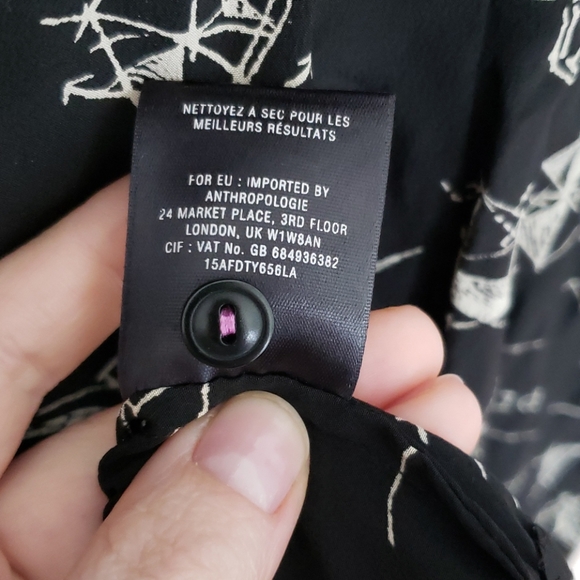 NETTOYEZ À SEC POUR LES
MEILLEURS RÉSULTATS
FOR EU : IMPORTED BY
ANTHROPOLOGIE
24 MARKET PLACE, 3RD FLOOR
LONDON, UK W1W8AN
CIF : VAT No. GB 684936382
15AFDTY656LA